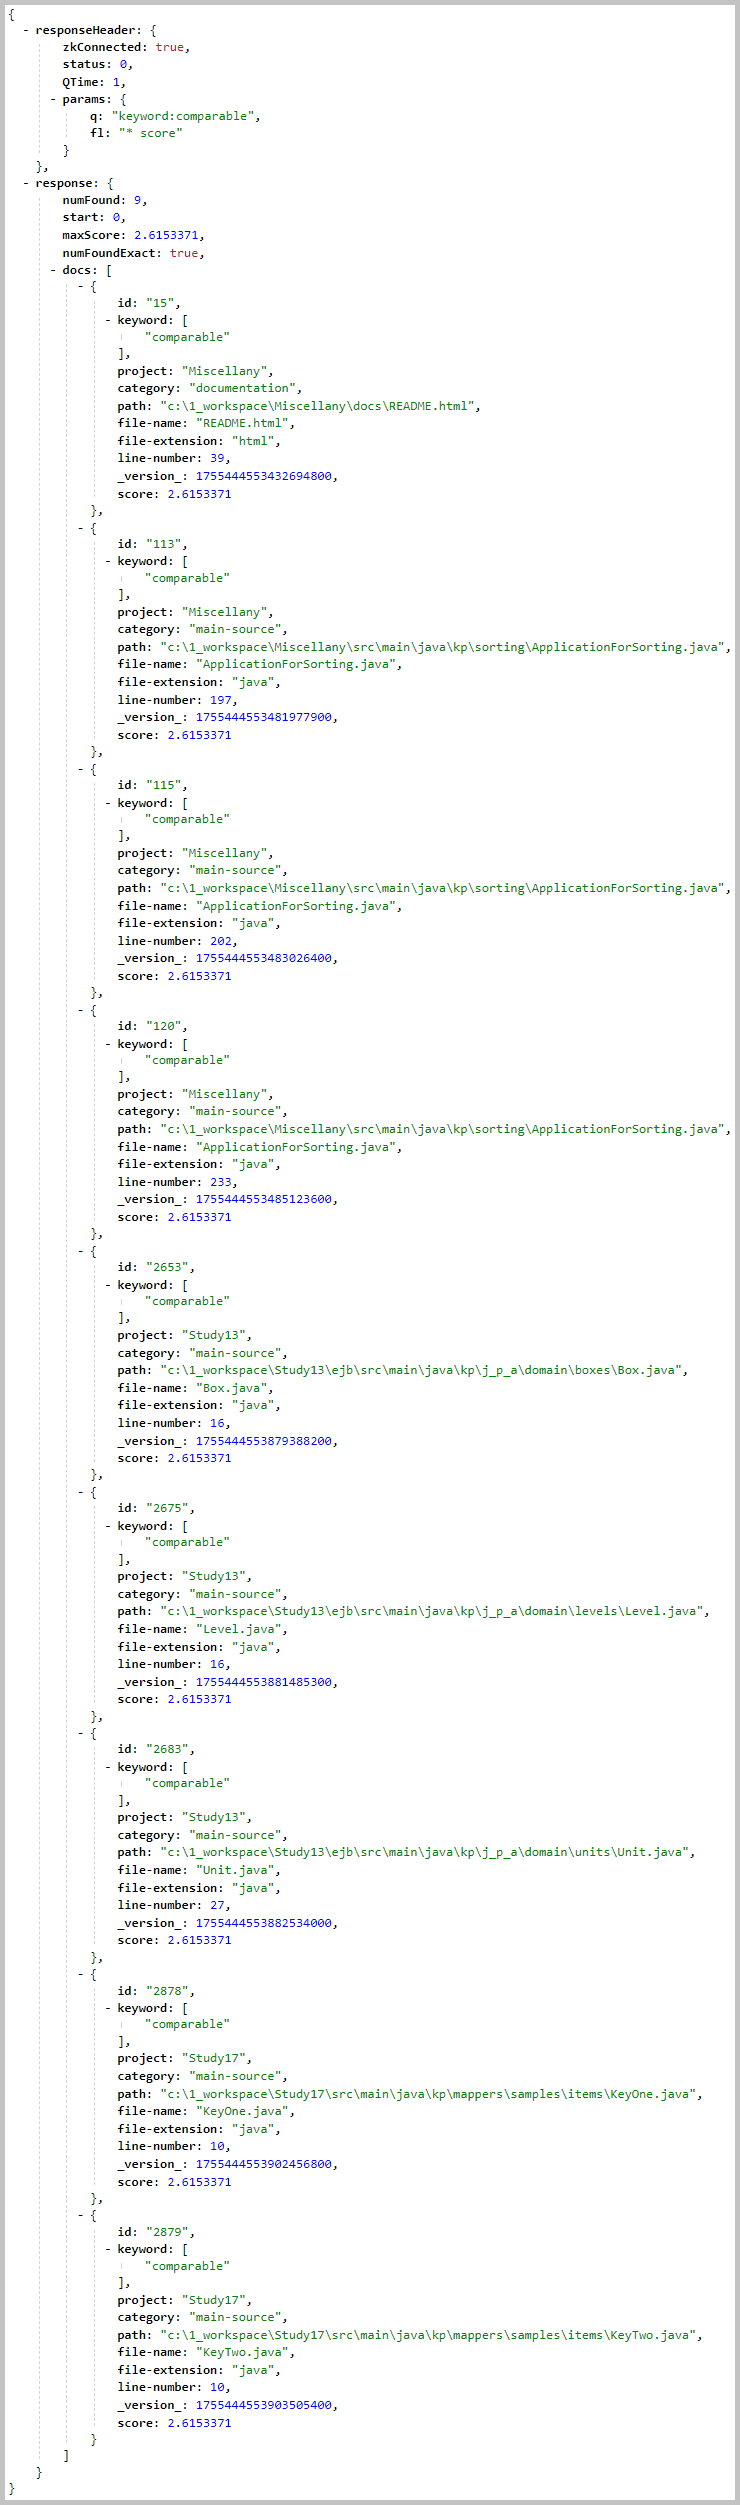 {
- responseHeader: {
zkConnected: true,
status: 0,
QTime: 1,
- params: {
q: "keyword:comparable",
fl: "* score"
}
},
- response: {
numFound: 9,
start: 0,
maxScore: 2.6153371,
numFoundExact: true,
- docs: [
- {
id: "15",
- keyword: [
"comparable"
],
project: "Miscellany",
category: "documentation",
path: "c:\1_workspace\Miscellany\docs\README.html",
file-name: "README.html",
file-extension: "html",
line-number: 39,
_version_: 1755444553432694800,
score: 2.6153371
},
- {
id: "113",
- keyword: [
"comparable"
],
project: "Miscellany",
category: "main-source",
path: "c:\1_workspace\Miscellany\src\main\java\kp\sorting\ApplicationForSorting.java",
file-name: "ApplicationForSorting.java",
file-extension: "java",
line-number: 197,
_version_: 1755444553481977900,
score: 2.6153371
},
- {
id: "115",
- keyword: [
"comparable"
],
project: "Miscellany",
category: "main-source",
path: "c:\1_workspace\Miscellany\src\main\java\kp\sorting\ApplicationForSorting.java",
file-name: "ApplicationForSorting.java",
file-extension: "java",
line-number: 202,
_version_: 1755444553483026400,
score: 2.6153371
},
- {
id: "120",
- keyword: [
"comparable"
],
project: "Miscellany",
category: "main-source",
path: "c:\1_workspace\Miscellany\src\main\java\kp\sorting\ApplicationForSorting.java",
file-name: "ApplicationForSorting.java",
file-extension: "java",
line-number: 233,
_version_: 1755444553485123600,
score: 2.6153371
},
- {
id: "2653",
- keyword: [
"comparable"
],
project: "Study13",
category: "main-source",
path: "c:\1_workspace\Study13\ejb\src\main\java\kp\j_p_a\domain\boxes\Box.java",
file-name: "Box.java",
file-extension: "java",
line-number: 16,
_version_: 1755444553879388200,
score: 2.6153371
},
- {
id: "2675",
- keyword: [
"comparable"
],
project: "Study13",
category: "main-source",
path: "c:\1_workspace\Study13\ejb\src\main\java\kp\j_p_a\domain\levels\Level.java",
file-name: "Level.java",
file-extension: "java",
line-number: 16,
_version_: 1755444553881485300,
score: 2.6153371
},
- {
id: "2683",
- keyword: [
"comparable"
],
project: "Study13",
category: "main-source",
path: "c:\1_workspace\Study13\ejb\src\main\java\kp\j_p_a\domain\units\Unit.java",
file-name: "Unit.java",
file-extension: "java",
line-number: 27,
_version_: 1755444553882534000,
score: 2.6153371
},
- {
id: "2878",
- keyword: [
"comparable"
],
project: "Study17",
category: "main-source",
path: "c:\1_workspace\Study17\src\main\java\kp\mappers\samples\items\KeyOne.java",
file-name: "KeyOne.java",
file-extension: "java",
line-number: 10,
_version_: 1755444553902456800,
score: 2.6153371
},
- {
id: "2879",
- keyword: [
"comparable"
],
project: "Study17",
category: "main-source",
path: "c:\1_workspace\Study17\src\main\java\kp\mappers\samples\items\KeyTwo.java",
file-name: "KeyTwo.java",
file-extension: "java",
line-number: 10,
_version_: 1755444553903505400,
score: 2.6153371
}
]
}
}